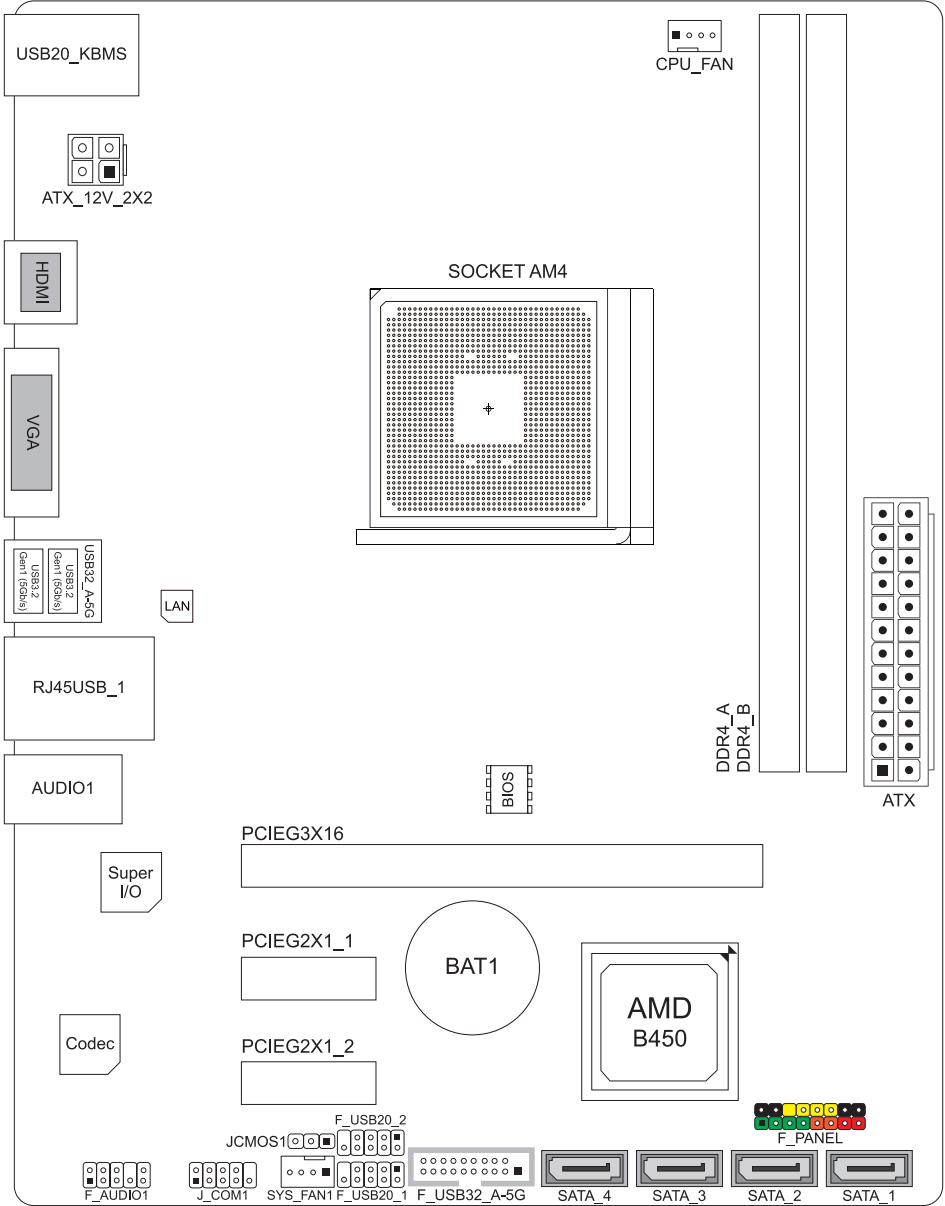 USB20_KBMS
CPU_FAN
ATX_12V_2X2
HDMI
SOCKET AM4
VGA
USB32_A-5G
USB3.2
Gen1 (5Gb/s)
USB3.2
Gen1 (5Gb/s)
LAN
RJ45USB_1
DDR4_A
DDR4_B
AUDIO1
BIOS
ATX
PCIEG3X16
Super
I/O
PCIEG2X1_1
BAT1
AMD
B450
Codec
PCIEG2X1_2
F_USB20_2
JCMOS1
F_PANEL
F_AUDIO1
J_COM1
SYS_FAN1
F_USB20_1
F_USB32_A-5G
SATA_4
SATA_3
SATA_2
SATA_1